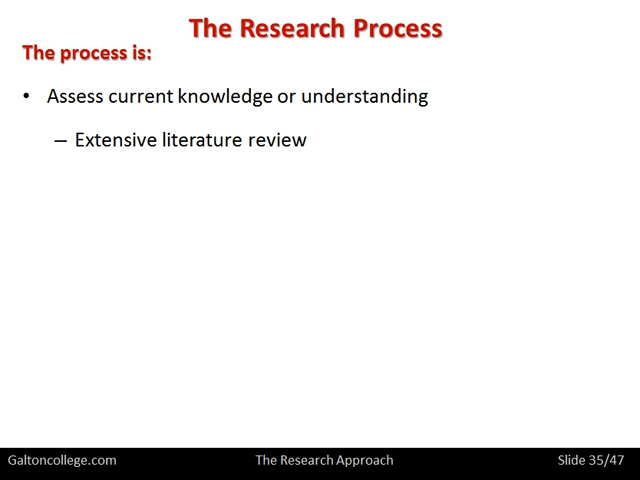 The Research Process
The process is:
• Assess current knowledge or understanding
– Extensive literature review
Galtoncollege.com The Research Approach Slide 35/47